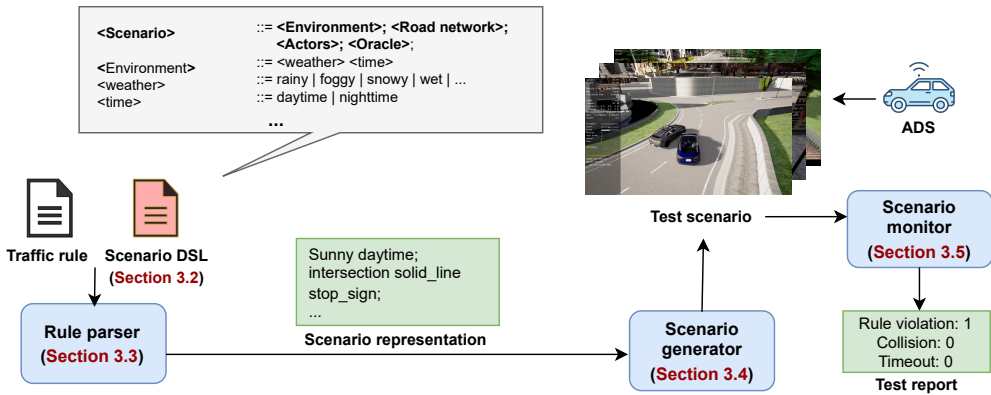 <Scenario> ::= <Environment>; <Road network>;
<Actors>; <Oracle>;
<Environment> ::= <weather> <time>
<weather> ::= rainy | foggy | snowy | wet | ...
<time> ::= daytime | nighttime
...
ADS
Traffic rule
Scenario DSL
(Section 3.2)
Rule parser
(Section 3.3)
Sunny daytime;
intersection solid_line
stop_sign;
...
Scenario representation
Scenario
generator
(Section 3.4)
Test scenario
Scenario
monitor
(Section 3.5)
Rule violation: 1
Collision: 0
Timeout: 0
Test report